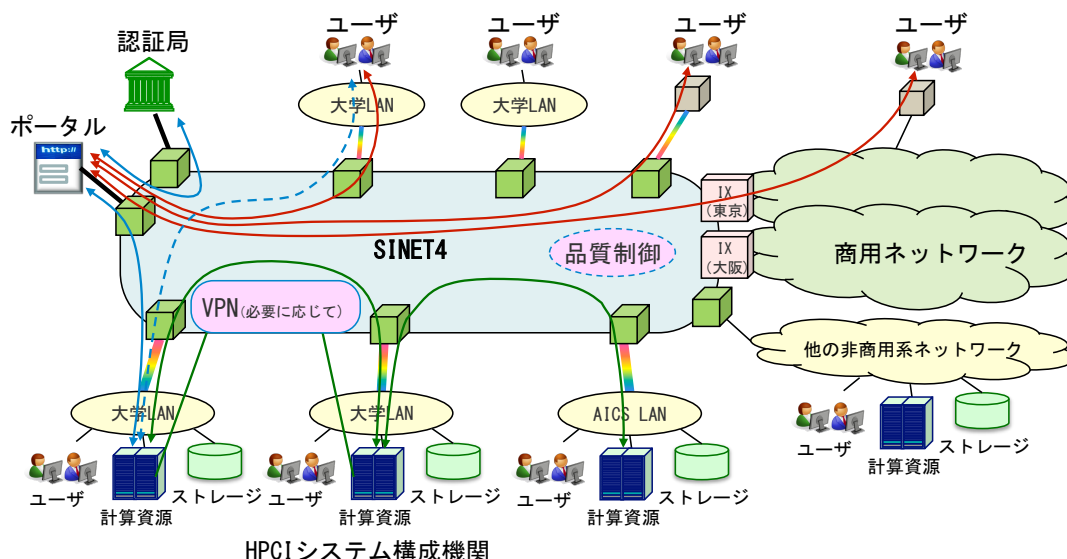 ユーザ
ユーザ
ユーザ
ユーザ
認証局
大学LAN
大学LAN
ポータル
http://
IX
(東京)
SINET4
品質制御
IX
(大阪)
商用ネットワーク
VPN(必要に応じて)
他の非商用系ネットワーク
大学LAN
大学LAN
AICS LAN
ユーザ
計算資源
ストレージ
ユーザ
計算資源
ストレージ
ユーザ
計算資源
ストレージ
ユーザ
計算資源
ストレージ
HPCIシステム構成機関